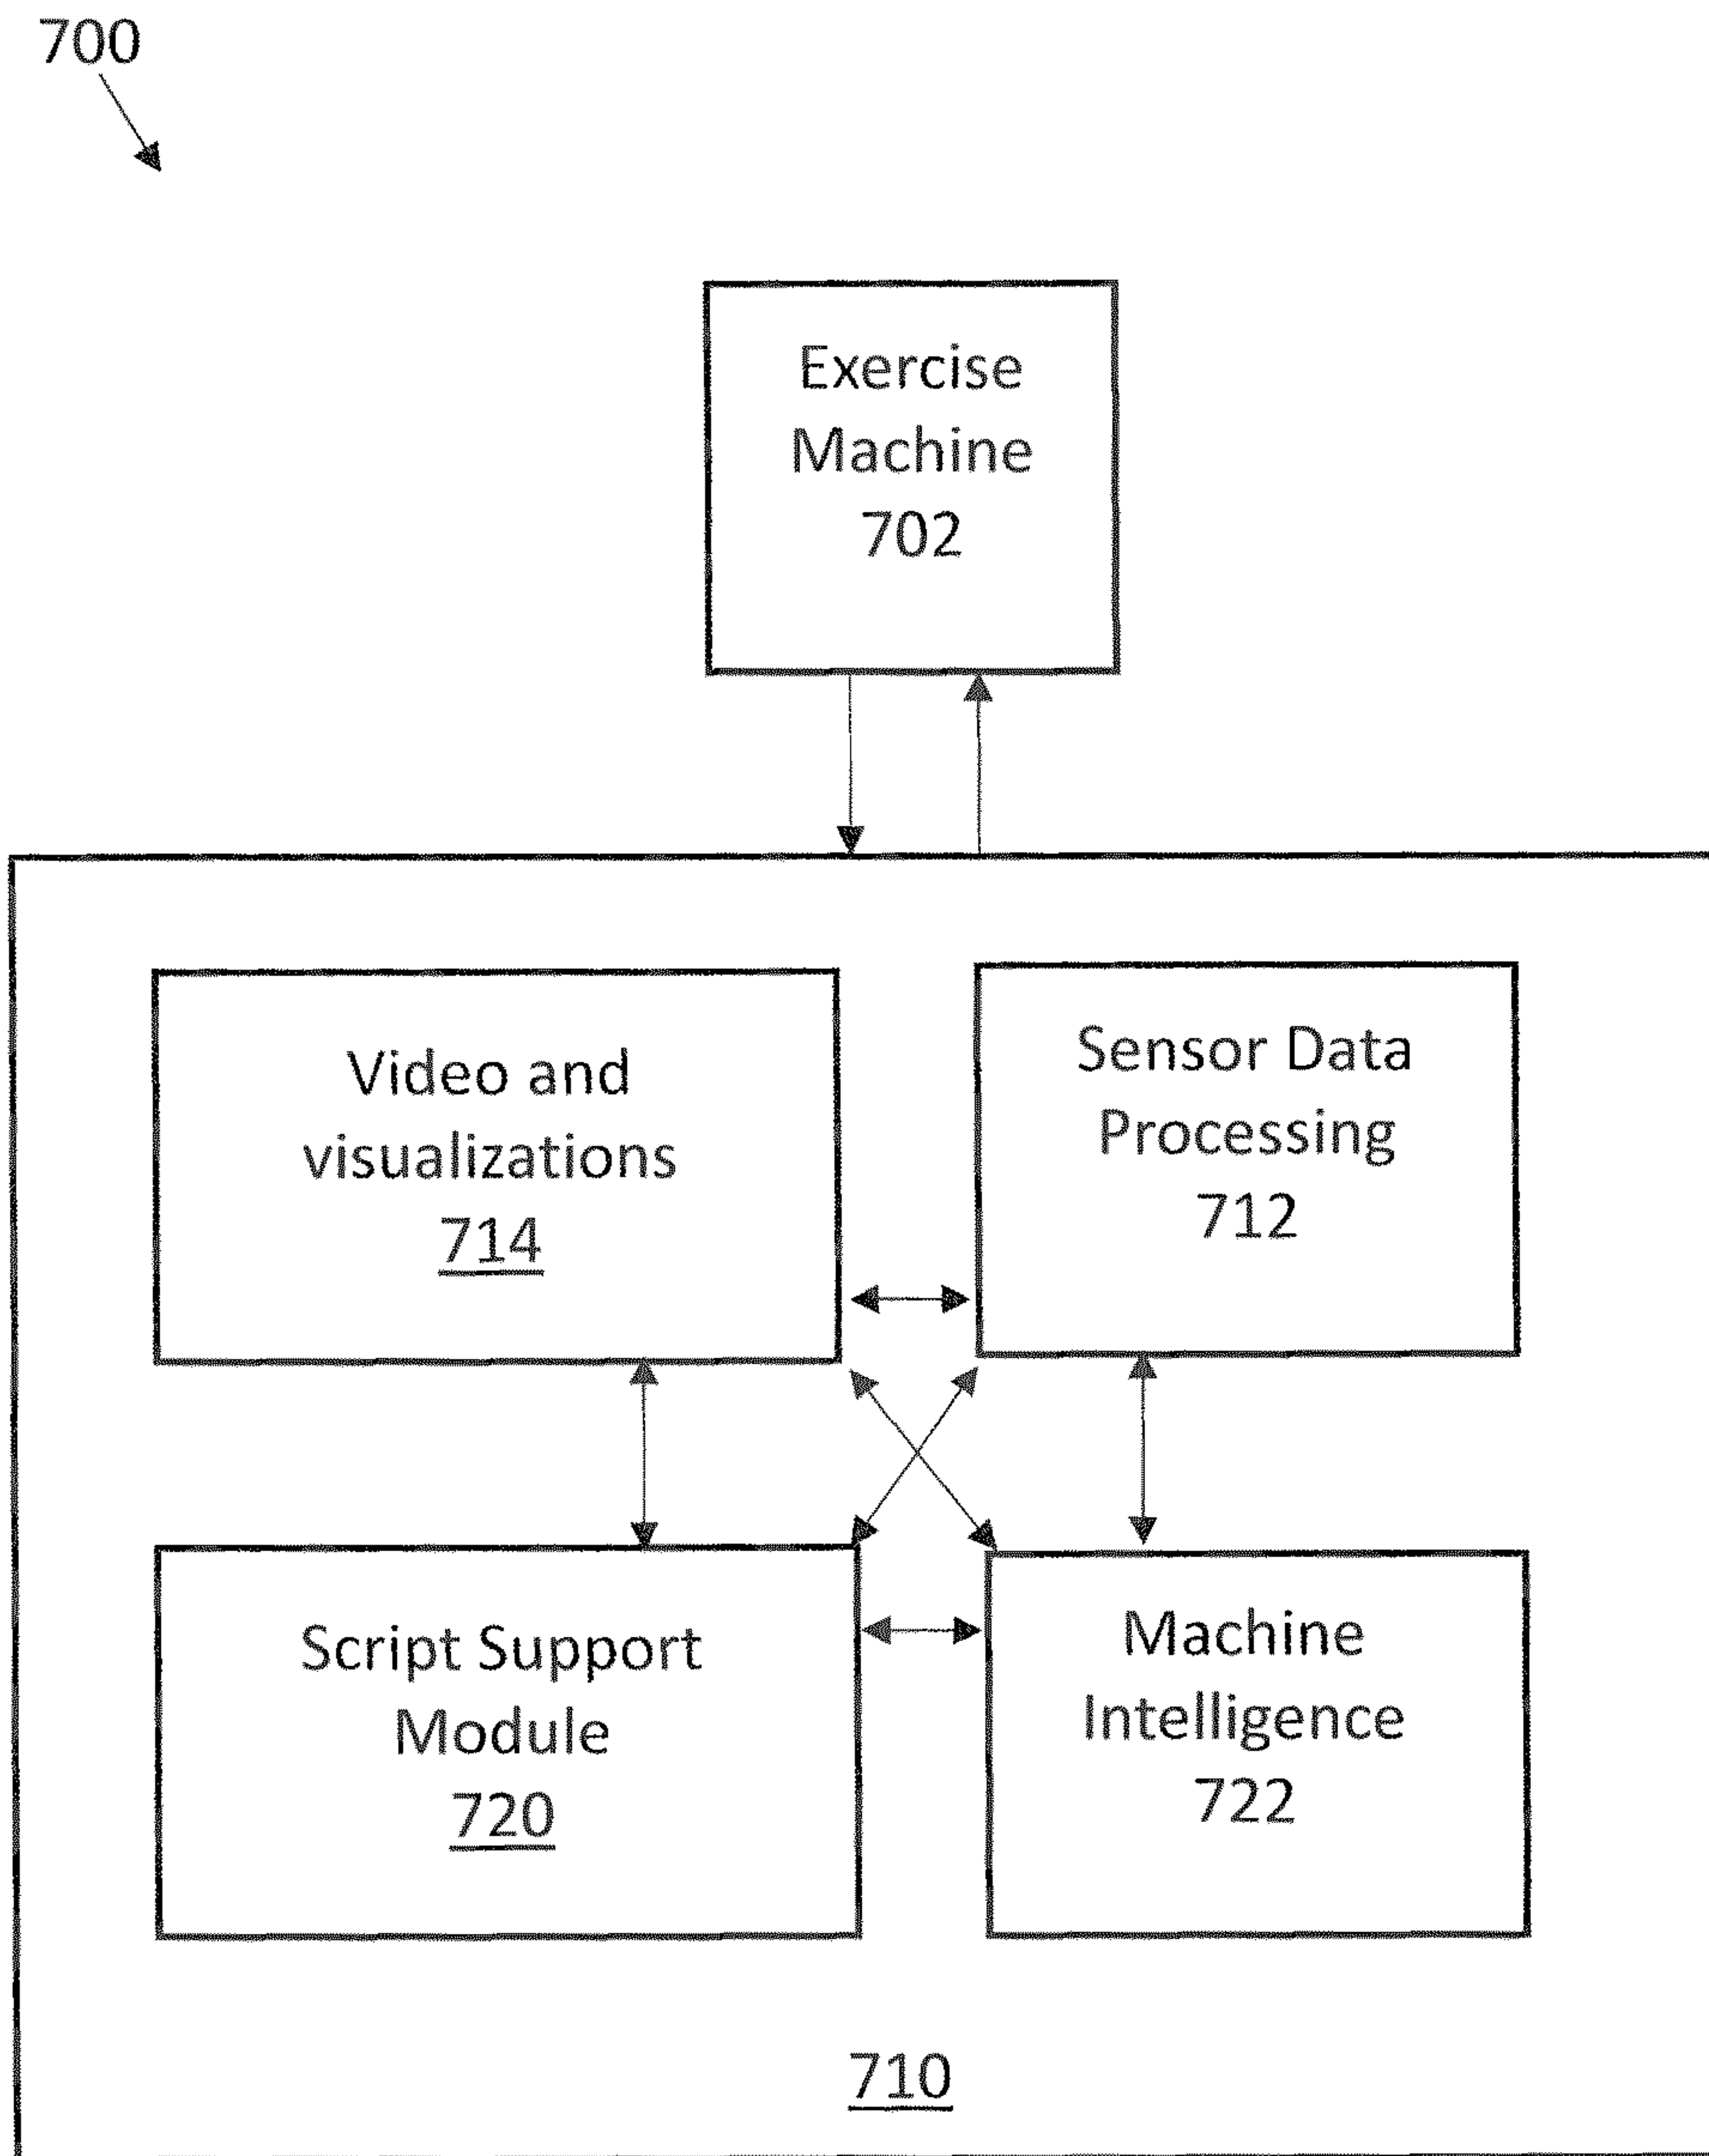 700
Exercise
Machine
702
Video and
visualizations
714
Sensor Data
Processing
712
Script Support
Module
720
Machine
Intelligence
722
710